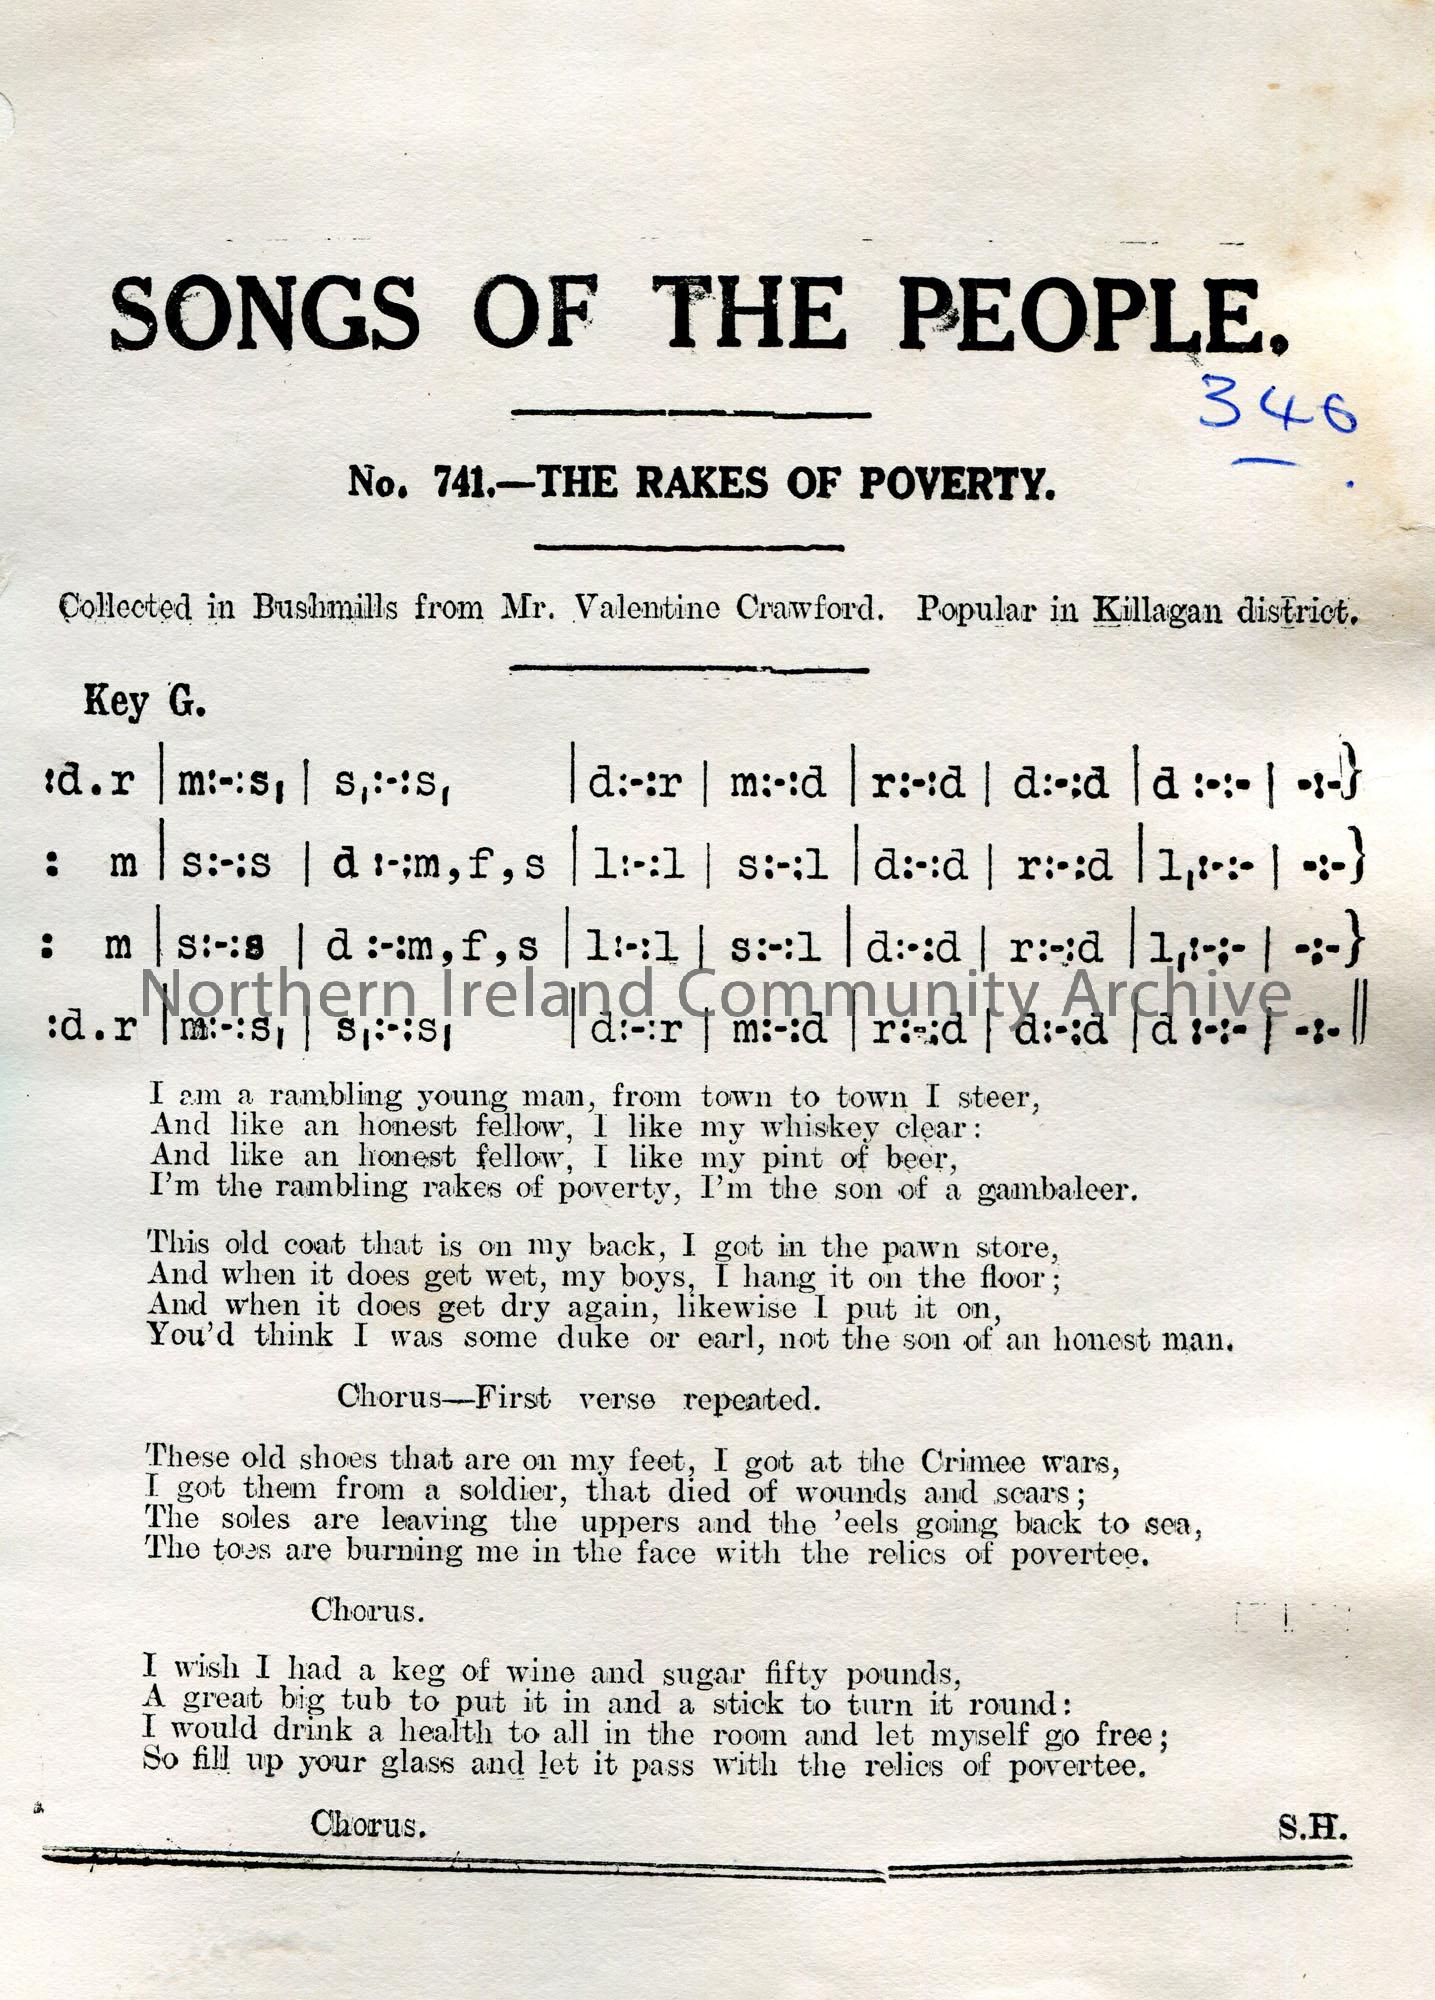 SONGS OF THE PEOPLE.
346.
No. 741.—THE RAKES OF POVERTY.
Collected in Bushmills from Mr. Valentine Crawford. Popular in Killagan district.
Key G.
:d.r |m:-:s₁| s₁:-:s₁ |d:-:r | m:-:d |r:-:d | d:-:d |d :-:- | -:-}
: m |s:-:s | d :-:m,f,s |l:-:l | s:-:l |d:-:d | r:-:d |l₁:-:- | -:-}
: m |s:-:s | d :-:m,f,s |l:-:l | s:-:l |d:-:d | r:-:d |l₁:-:- | -:-}
:d.r |m:-:s₁| s₁:-:s₁ |d:-:r | m:-:d |r:-:d | d:-:d |d :-:- | -:-||
Northern Ireland Community Archive
I am a rambling young man, from town to town I steer,
And like an honest fellow, I like my whiskey clear:
And like an honest fellow, I like my pint of beer,
I'm the rambling rakes of poverty, I'm the son of a gambaleer.
This old coat that is on my back, I got in the pawn store,
And when it does get wet, my boys, I hang it on the floor;
And when it does get dry again, likewise I put it on,
You'd think I was some duke or earl, not the son of an honest man.
Chorus—First verse repeated.
These old shoes that are on my feet, I got at the Crimee wars,
I got them from a soldier, that died of wounds and scars;
The soles are leaving the uppers and the 'eels going back to sea,
The toes are burning me in the face with the relics of povertee.
Chorus.
I wish I had a keg of wine and sugar fifty pounds,
A great big tub to put it in and a stick to turn it round:
I would drink a health to all in the room and let myself go free;
So fill up your glass and let it pass with the relics of povertee.
Chorus. S.H.